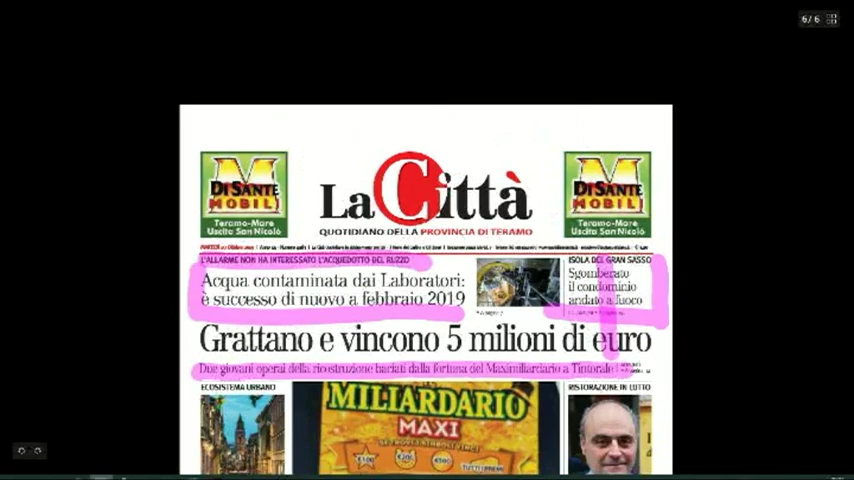 6/6
DI SANTE
MOBILI
Teramo-Mare
Uscita San Nicolò
La Città
QUOTIDIANO DELLA PROVINCIA DI TERAMO
DI SANTE
MOBILI
Teramo-Mare
Uscita San Nicolò
L'ALLARME NON HA INTERESSATO L'ACQUEDOTTO DEL RUZZO
Acqua contaminata dai Laboratori:
è successo di nuovo a febbraio 2019
ISOLA DEL GRAN SASSO
Sgomberato
il condominio
andato a fuoco
Grattano e vincono 5 milioni di euro
Due giovani operai della ricostruzione baciati dalla fortuna del Maximiliardario a Tintorale
ECOSISTEMA URBANO
MILIARDARIO
MAXI
RISTORAZIONE IN LUTTO